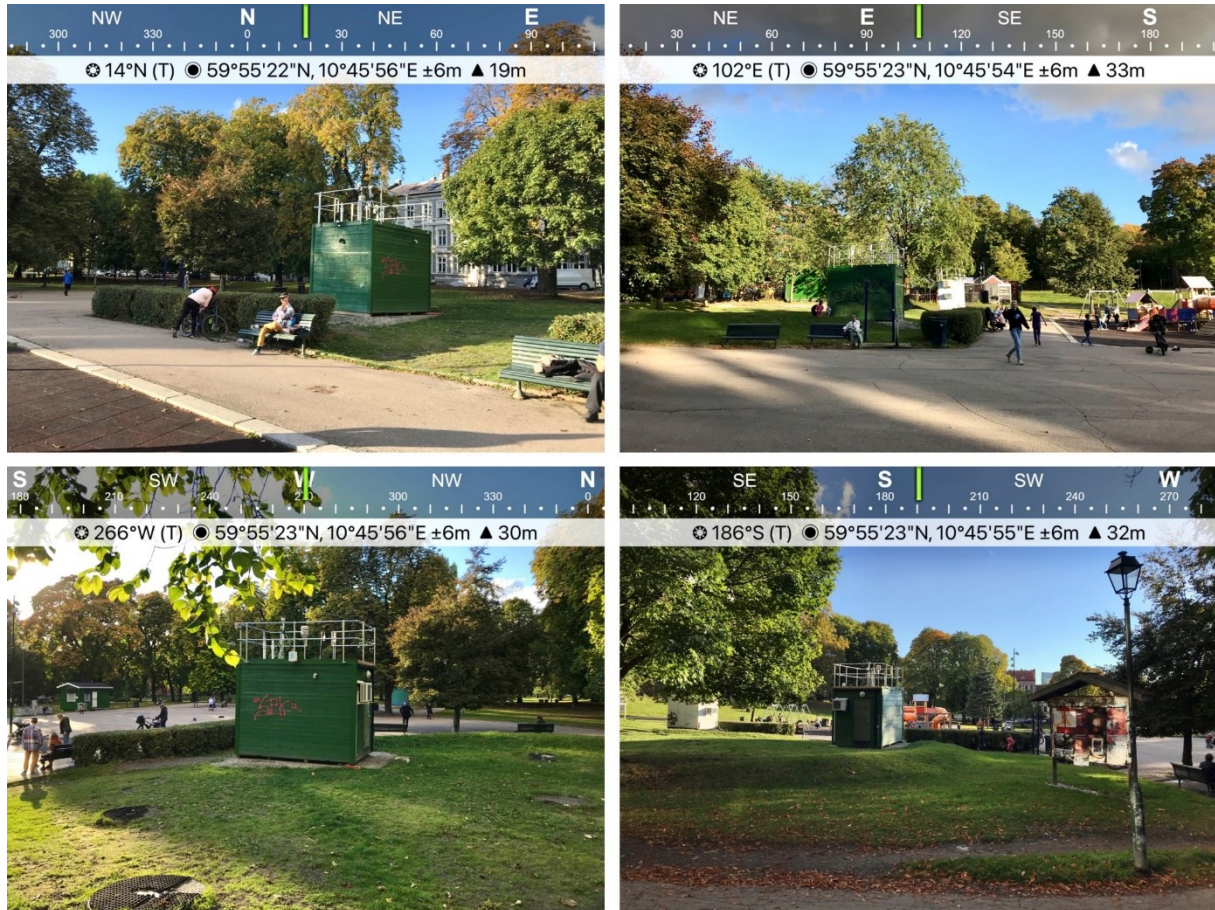 NW N NE E
300 330 0 30 60 90
14°N (T) 59°55'22"N, 10°45'56"E ±6m ▲ 19m
NE E SE S
30 60 90 120 150 180
102°E (T) 59°55'23"N, 10°45'54"E ±6m ▲ 33m
S SW W NW N
180 210 240 270 300 330 0
266°W (T) 59°55'23"N, 10°45'56"E ±6m ▲ 30m
SE S SW W
120 150 180 210 240 270
186°S (T) 59°55'23"N, 10°45'55"E ±6m ▲ 32m